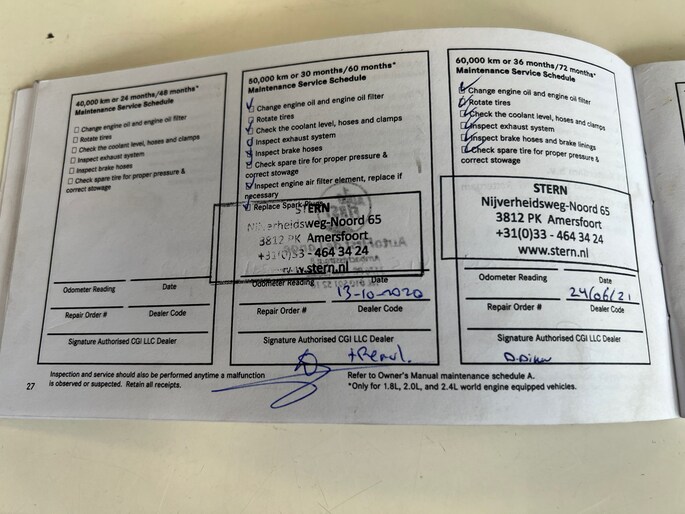 40,000 km or 24 months/48 months*
Maintenance Service Schedule
Change engine oil and engine oil filter
Rotate tires
Check the coolant level, hoses and clamps
Inspect exhaust system
Inspect brake hoses
Check spare tire for proper pressure &
correct stowage
Odometer Reading Date
Repair Order # Dealer Code
Signature Authorised CGI LLC Dealer
50,000 km or 30 months/60 months*
Maintenance Service Schedule
Change engine oil and engine oil filter
Rotate tires
Check the coolant level, hoses and clamps
Inspect exhaust system
Inspect brake hoses
Check spare tire for proper pressure &
correct stowage
Inspect engine air filter element, replace if
necessary
Replace Spark Plugs
STERN
Nijverheidsweg-Noord 65
3812 PK Amersfoort
+31(0)33 - 464 34 24
www.stern.nl
Odometer Reading Date
13-10-2020
Repair Order # Dealer Code
Signature Authorised CGI LLC Dealer
60,000 km or 36 months/72 months*
Maintenance Service Schedule
Change engine oil and engine oil filter
Rotate tires
Check the coolant level, hoses and clamps
Inspect exhaust system
Inspect brake hoses and brake linings
Check spare tire for proper pressure &
correct stowage
STERN
Nijverheidsweg-Noord 65
3812 PK Amersfoort
+31(0)33 - 464 34 24
www.stern.nl
Odometer Reading Date
24/06/21
Repair Order # Dealer Code
Signature Authorised CGI LLC Dealer
27
Inspection and service should also be performed anytime a malfunction
is observed or suspected. Retain all receipts.
Refer to Owner's Manual maintenance schedule A.
*Only for 1.8L, 2.0L, and 2.4L world engine equipped vehicles.